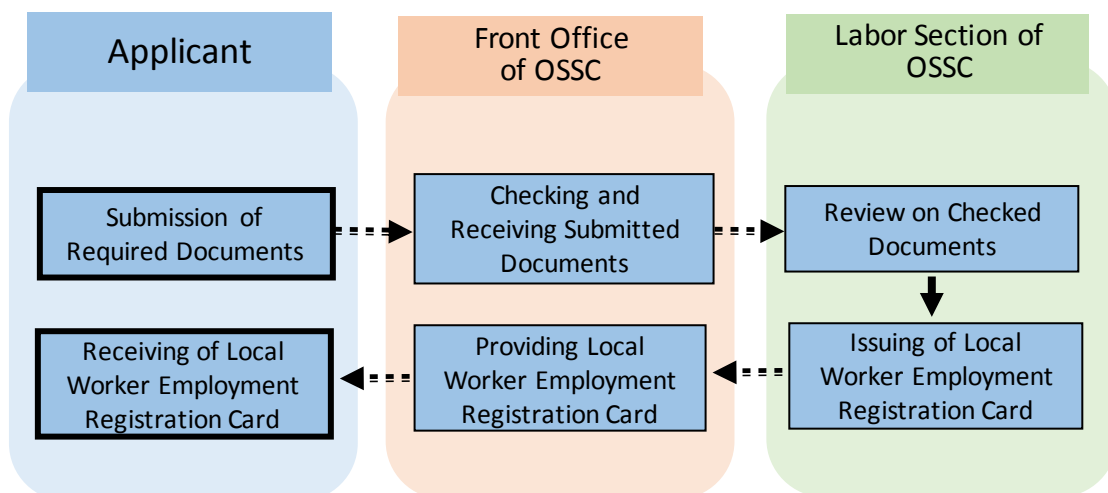 Applicant
Front Office
of OSSC
Labor Section of
OSSC
Submission of
Required Documents
Checking and
Receiving Submitted
Documents
Review on Checked
Documents
Receiving of Local
Worker Employment
Registration Card
Providing Local
Worker Employment
Registration Card
Issuing of Local
Worker Employment
Registration Card